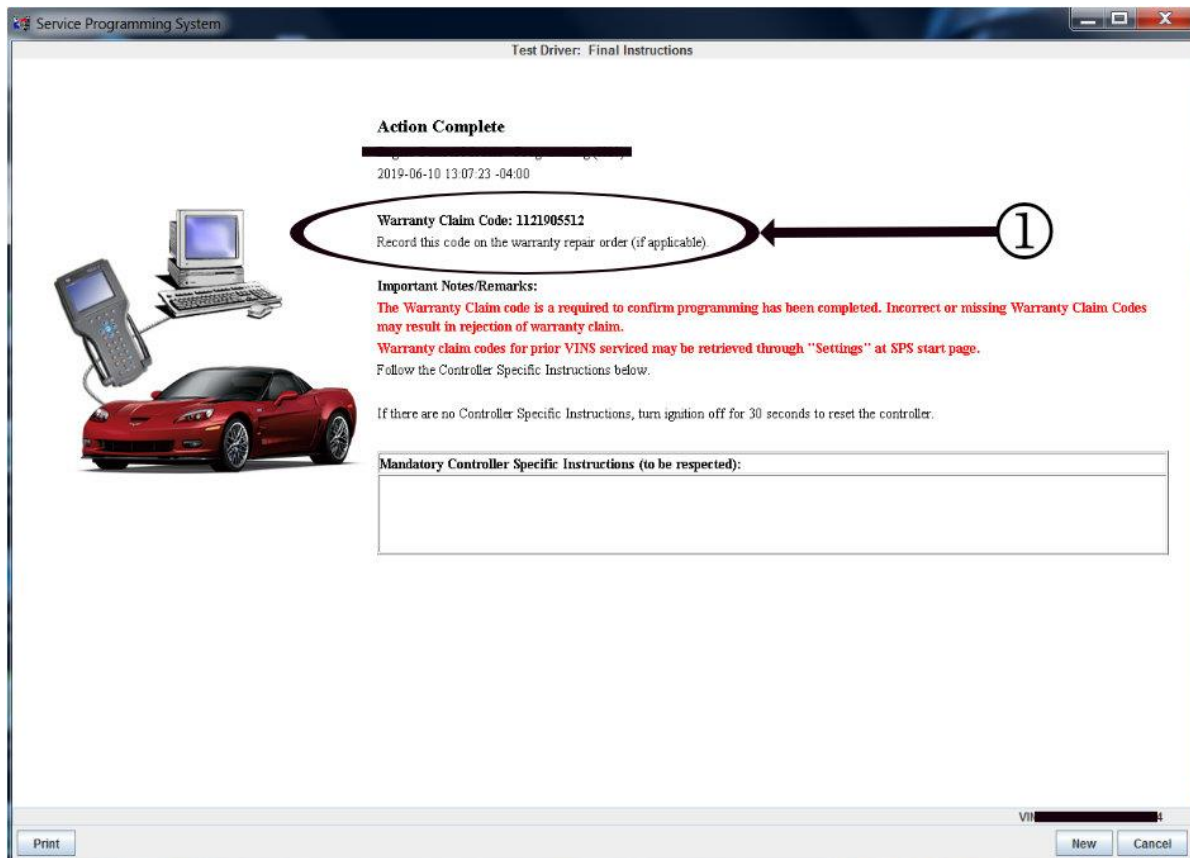 Service Programming System
Test Driver: Final Instructions
Action Complete
2019-06-10 13:07:23 -04:00
Warranty Claim Code: 1121905512
Record this code on the warranty repair order (if applicable).
1
Important Notes/Remarks:
The Warranty Claim code is a required to confirm programming has been completed. Incorrect or missing Warranty Claim Codes
may result in rejection of warranty claim.
Warranty claim codes for prior VINS serviced may be retrieved through "Settings" at SPS start page.
Follow the Controller Specific Instructions below.
If there are no Controller Specific Instructions, turn ignition off for 30 seconds to reset the controller.
Mandatory Controller Specific Instructions (to be respected):
VIN 4
Print
New
Cancel